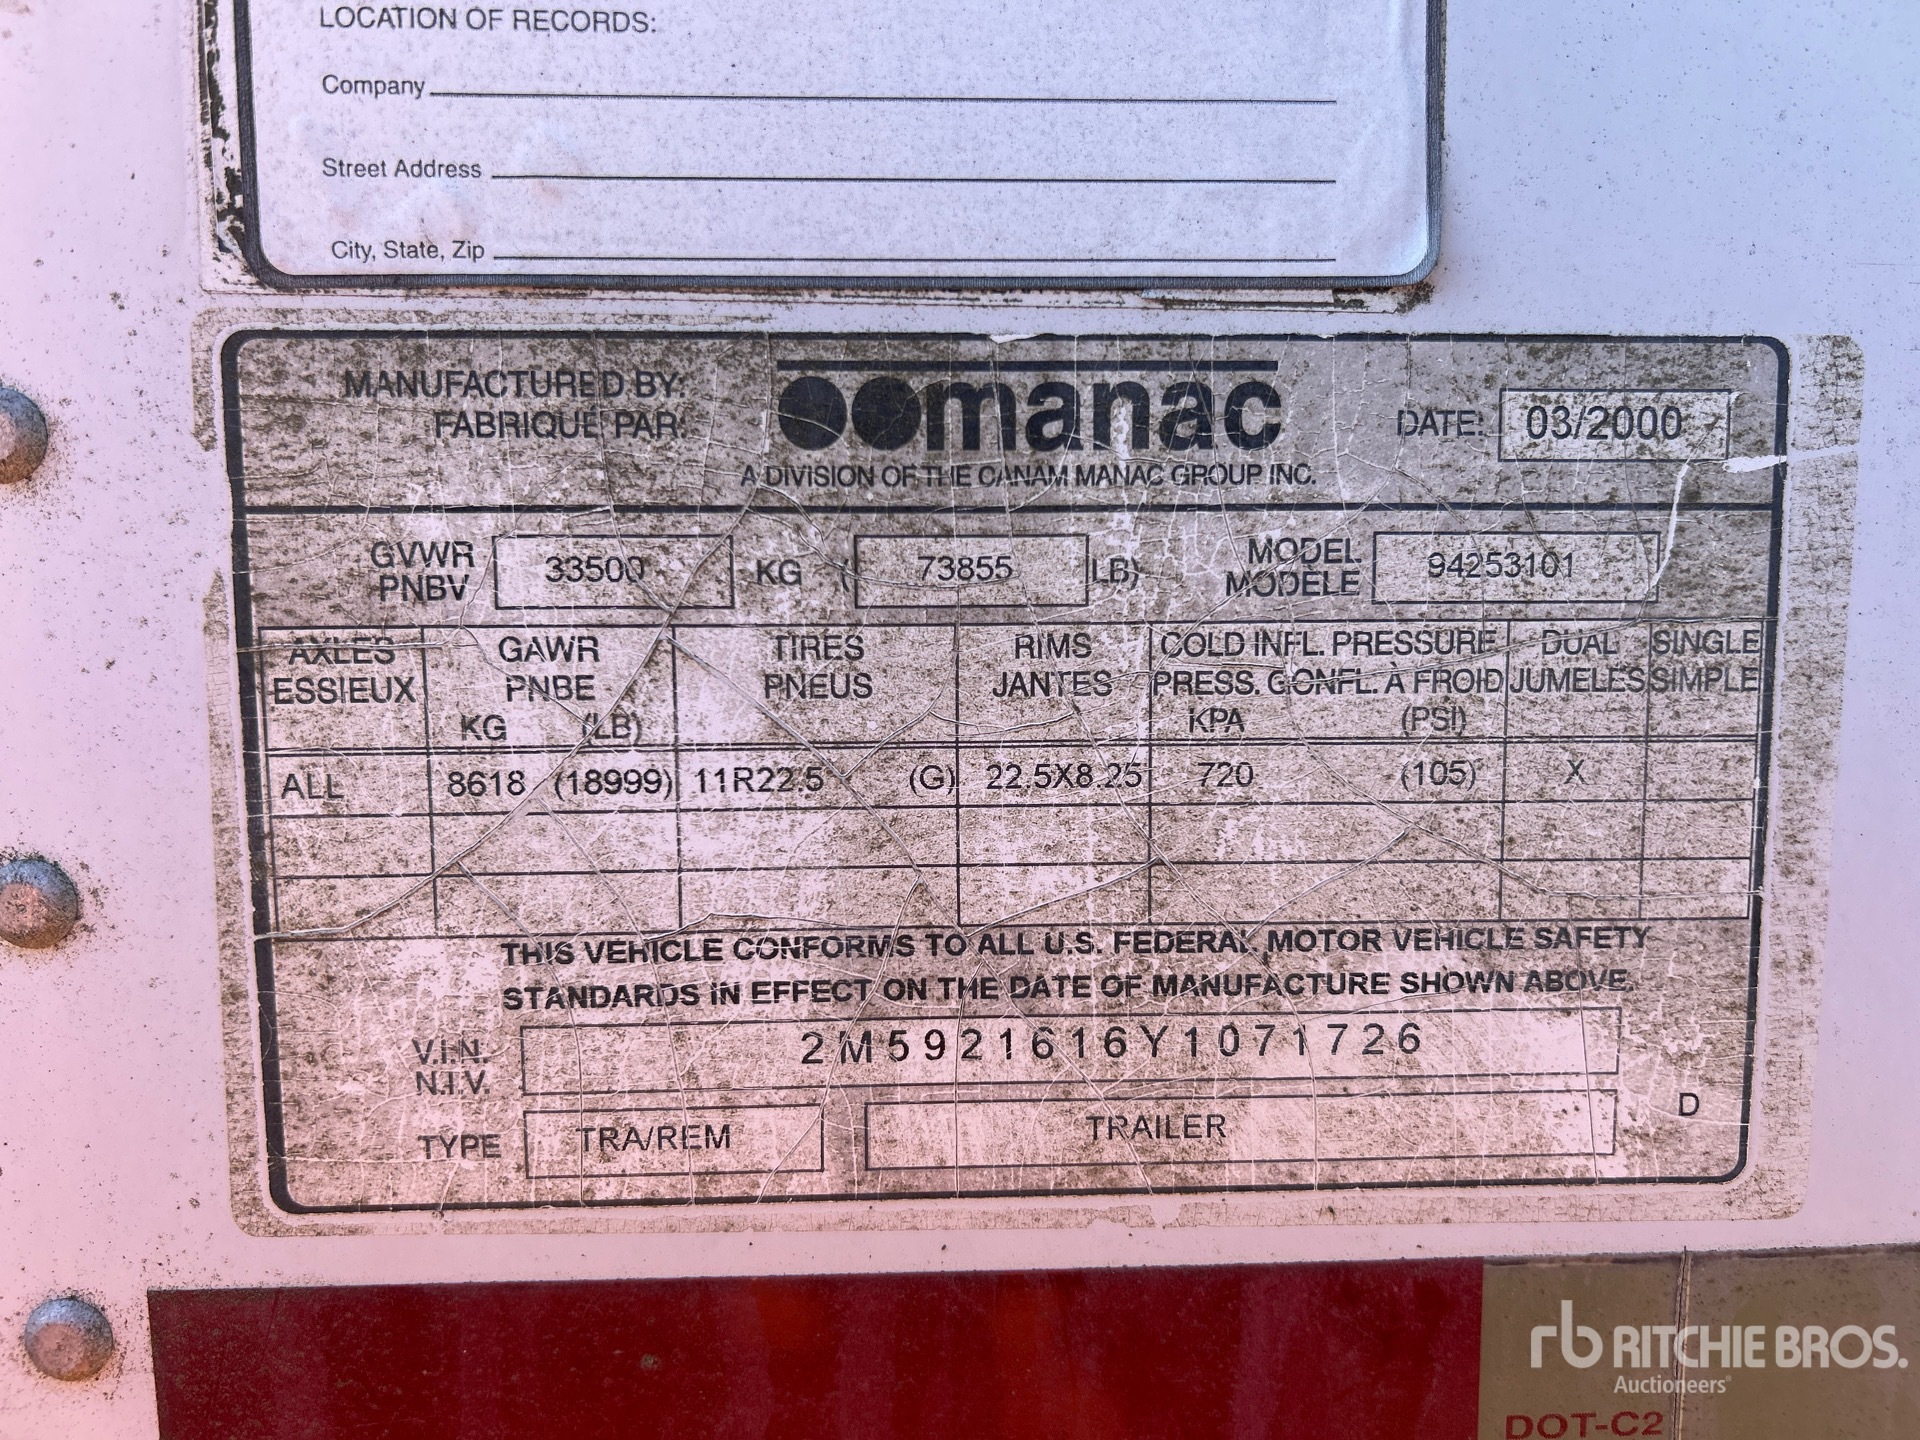 LOCATION OF RECORDS:
Company
Street Address
City, State, Zip
MANUFACTURED BY:
FABRIQUÉ PAR:
manac
A DIVISION OF THE CANAM MANAC GROUP INC.
DATE: 03/2000
GVWR
PNBV
33500 KG ( 73855 LB)
MODEL
MODÈLE
94253101
AXLES GAWR TIRES RIMS COLD INFL. PRESSURE DUAL SINGLE
ESSIEUX PNBE PNEUS JANTES PRESS. GONFL. À FROID JUMELÉS SIMPLE
KG (LB) KPA (PSI)
ALL 8618 (18999) 11R22.5 (G) 22.5X8.25 720 (105) X
THIS VEHICLE CONFORMS TO ALL U.S. FEDERAL MOTOR VEHICLE SAFETY
STANDARDS IN EFFECT ON THE DATE OF MANUFACTURE SHOWN ABOVE.
V.I.N.
N.I.V.
2M5921616Y1071726
TYPE TRA/REM TRAILER D
rb RITCHIE BROS.
Auctioneers
DOT-C2